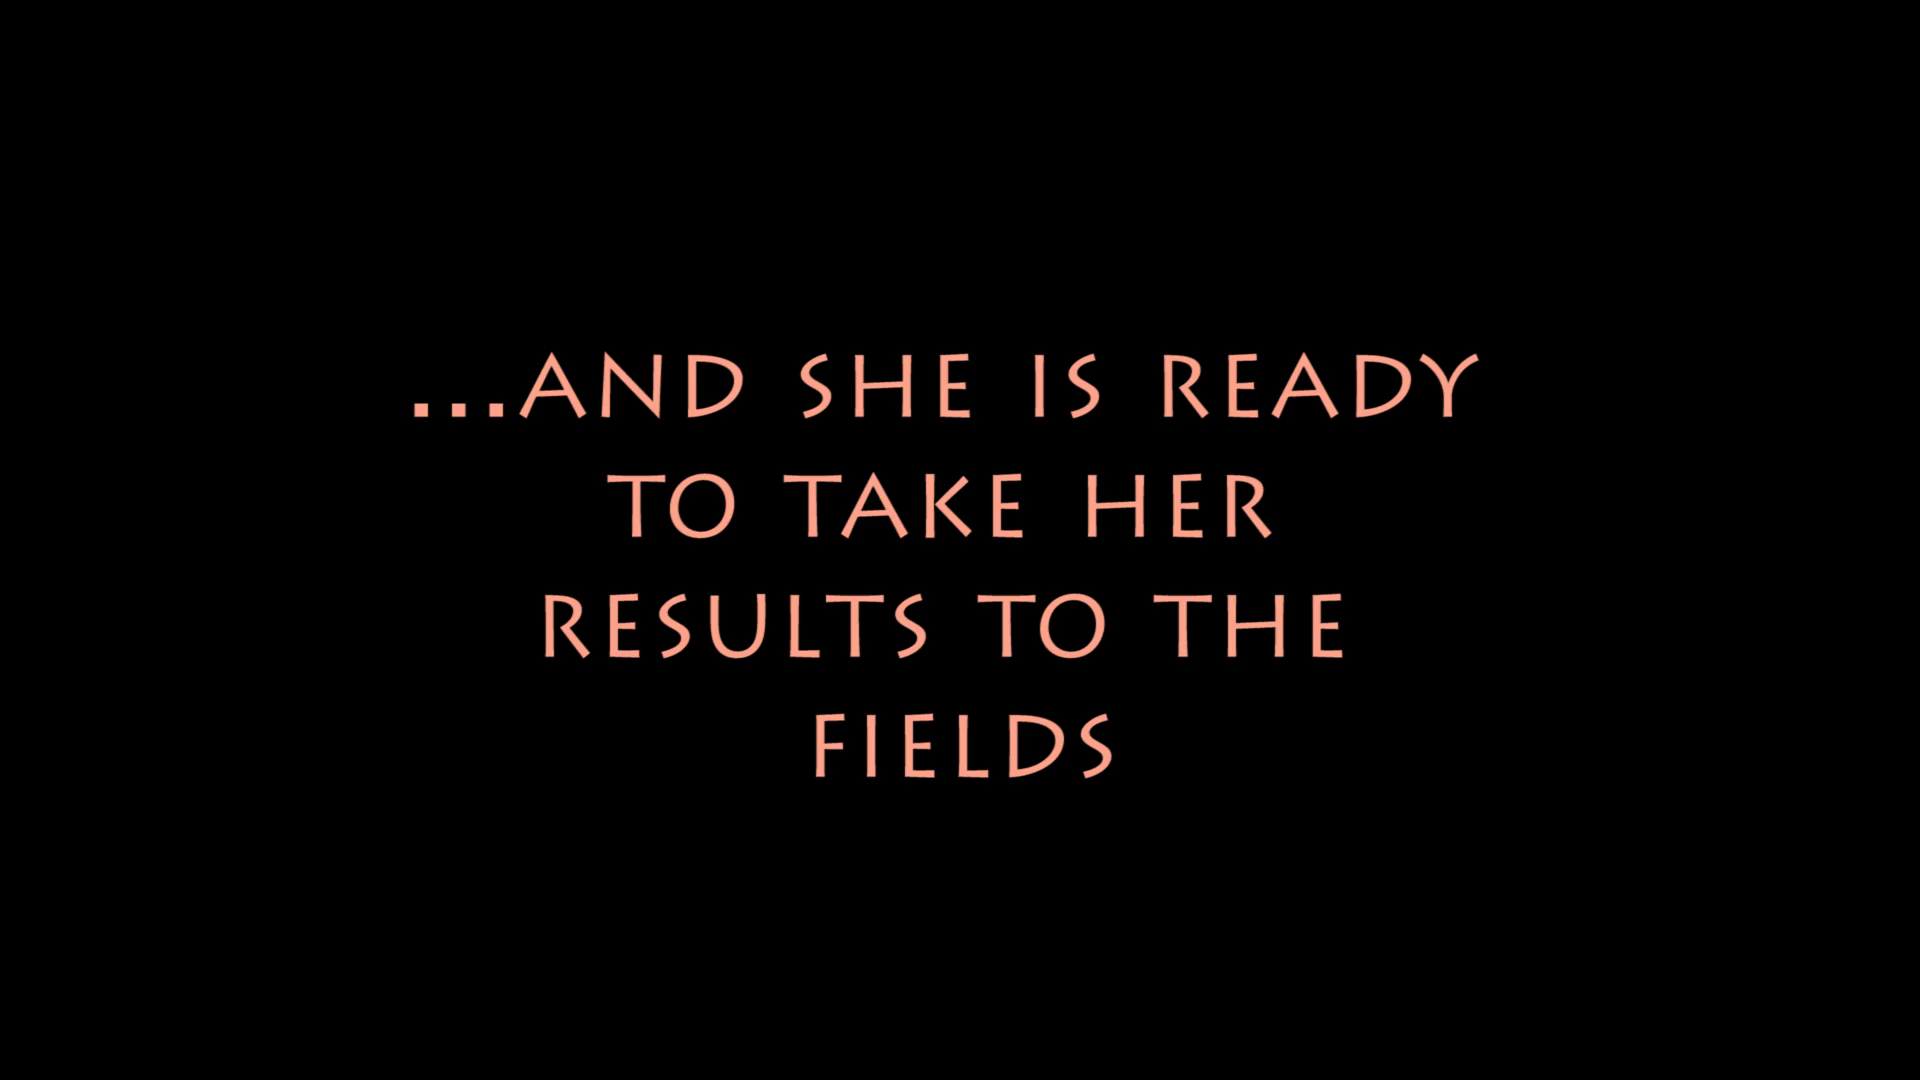 ...AND SHE IS READY
TO TAKE HER
RESULTS TO THE
FIELDS